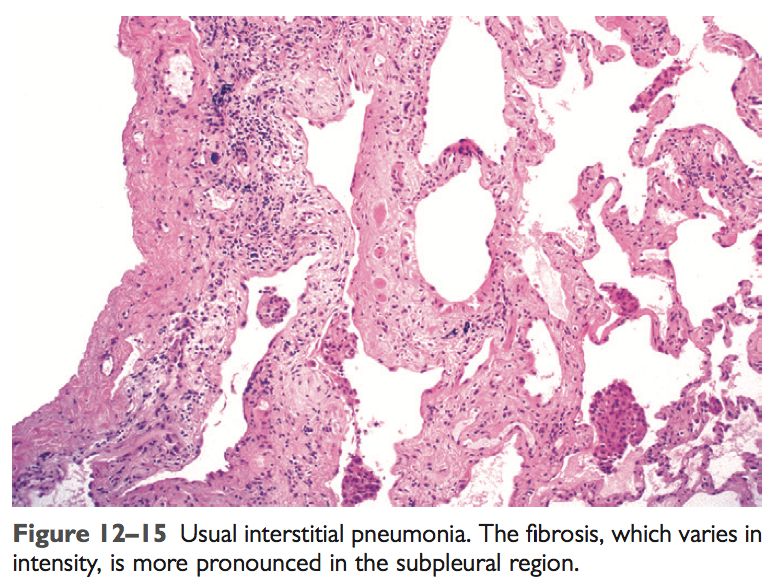 Figure 12–15 Usual interstitial pneumonia. The fibrosis, which varies in
intensity, is more pronounced in the subpleural region.